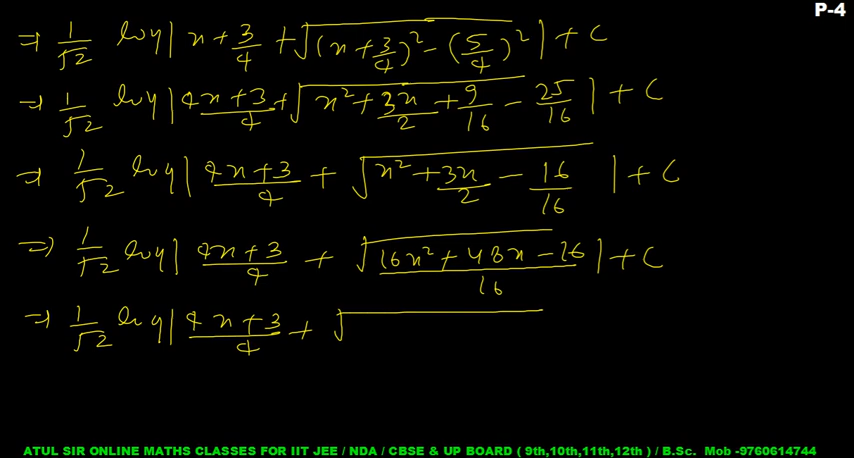 P-4
⇒ 1/√2 log| x + 3/4 + √((x + 3/4)² - (5/4)²) | + C
⇒ 1/√2 log| (4x + 3)/4 + √(x² + 3x/2 + 9/16 - 25/16) | + C
⇒ 1/√2 log| (4x + 3)/4 + √(x² + 3x/2 - 16/16) | + C
⇒ 1/√2 log| (4x + 3)/4 + √((16x² + 48x - 16)/16) | + C
⇒ 1/√2 log| (4x + 3)/4 + √
ATUL SIR ONLINE MATHS CLASSES FOR IIT JEE / NDA / CBSE & UP BOARD ( 9th,10th,11th,12th ) / B.Sc. Mob -9760614744